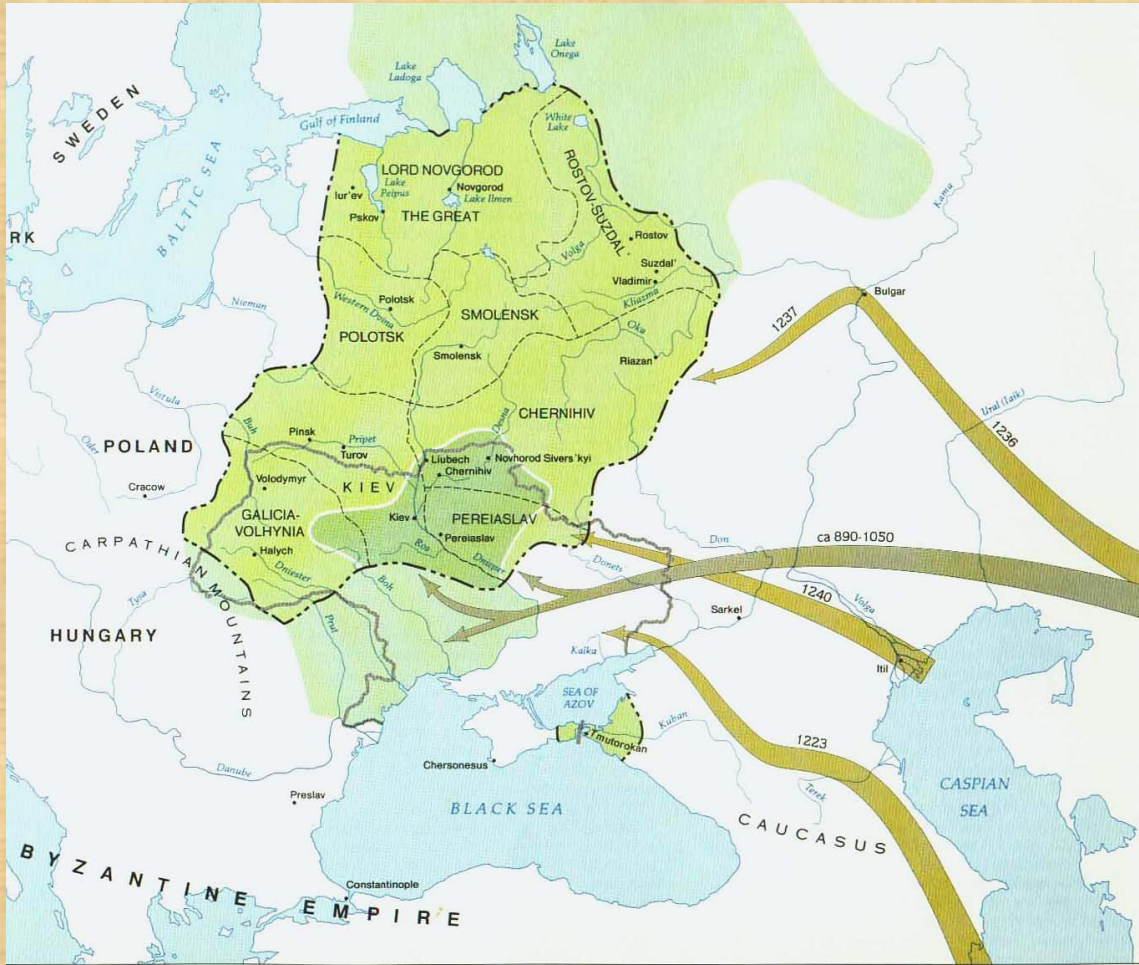 Lake
Onega
Lake
Ladoga
SWEDEN
Gulf of Finland
White
Lake
LORD NOVGOROD
THE GREAT
Lake
Peipus
Iur'ev
Novgorod
Lake Ilmen
Pskov
ROSTOV-SUZDAL'
BALTIC SEA
RK
Kama
Rostov
Volga
Suzdal'
Vladimir
Kliazma
Bulgar
1237
Nieman
Western Dvina
Polotsk
POLOTSK
SMOLENSK
Smolensk
Oka
Riazan
Ural (Iaik)
1236
Vistula
Oder
POLAND
Cracow
Buh
Pinsk
Pripet
Turov
CHERNIHIV
Desna
Liubech
Novhorod Sivers'kyi
Chernihiv
Volodymyr
KIEV
GALICIA-
VOLHYNIA
Kiev
PEREIASLAV
Pereiaslav
Ros
Dnieper
Halych
Dniester
Boh
CARPATHIAN MOUNTAINS
Tysa
HUNGARY
Prut
Don
Donets
ca 890-1050
1240
Volga
Sarkel
Itil
Kalka
SEA OF
AZOV
Kuban
Tmutorokan
1223
Terek
Chersonesus
Danube
Preslav
BLACK SEA
CAUCASUS
CASPIAN
SEA
Constantinople
BYZANTINE EMPIRE